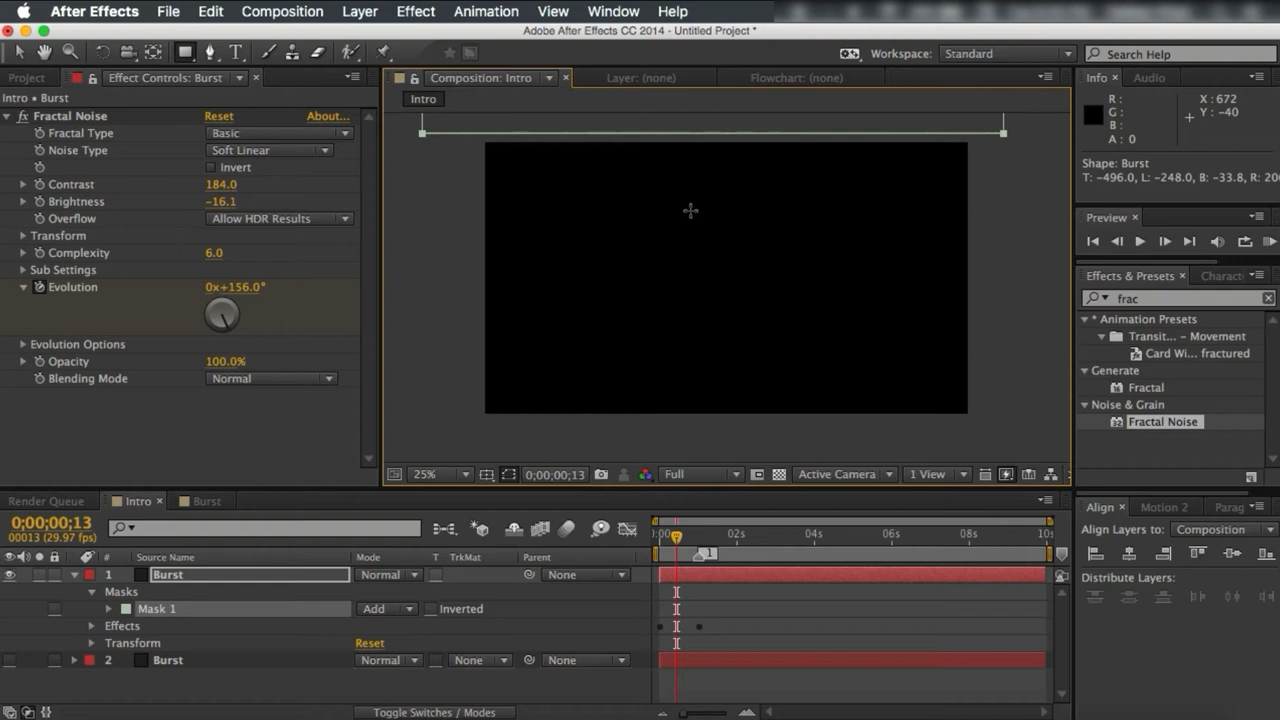 After Effects File Edit Composition Layer Effect Animation View Window Help
Adobe After Effects CC 2014 - Untitled Project *
Workspace: Standard Search Help
Project Effect Controls: Burst Composition: Intro Layer: (none) Flowchart: (none) Info Audio
Intro • Burst
Intro
fx Fractal Noise Reset About...
Fractal Type Basic
Noise Type Soft Linear
Invert
Contrast 184.0
Brightness -16.1
Overflow Allow HDR Results
Transform
Complexity 6.0
Sub Settings
Evolution 0x+156.0°
Evolution Options
Opacity 100.0%
Blending Mode Normal
R: X: 672
G: Y: -40
B:
A: 0
Shape: Burst
T: -496.0, L: -248.0, B: -33.8, R: 20
Preview
Effects & Presets Charact
frac
* Animation Presets
Transit... – Movement
Card Wi... fractured
Generate
Fractal
Noise & Grain
Fractal Noise
25% 0;00;00;13 Full Active Camera 1 View
Render Queue Intro Burst
0;00;00;13
00013 (29.97 fps)
:00 02s 04s 06s 08s 10s
# Source Name Mode T TrkMat Parent
1
1 Burst Normal None
Masks
Mask 1 Add Inverted
Effects
Transform Reset
2 Burst Normal None None
Toggle Switches / Modes
Align Motion 2 Parag
Align Layers to: Composition
Distribute Layers: